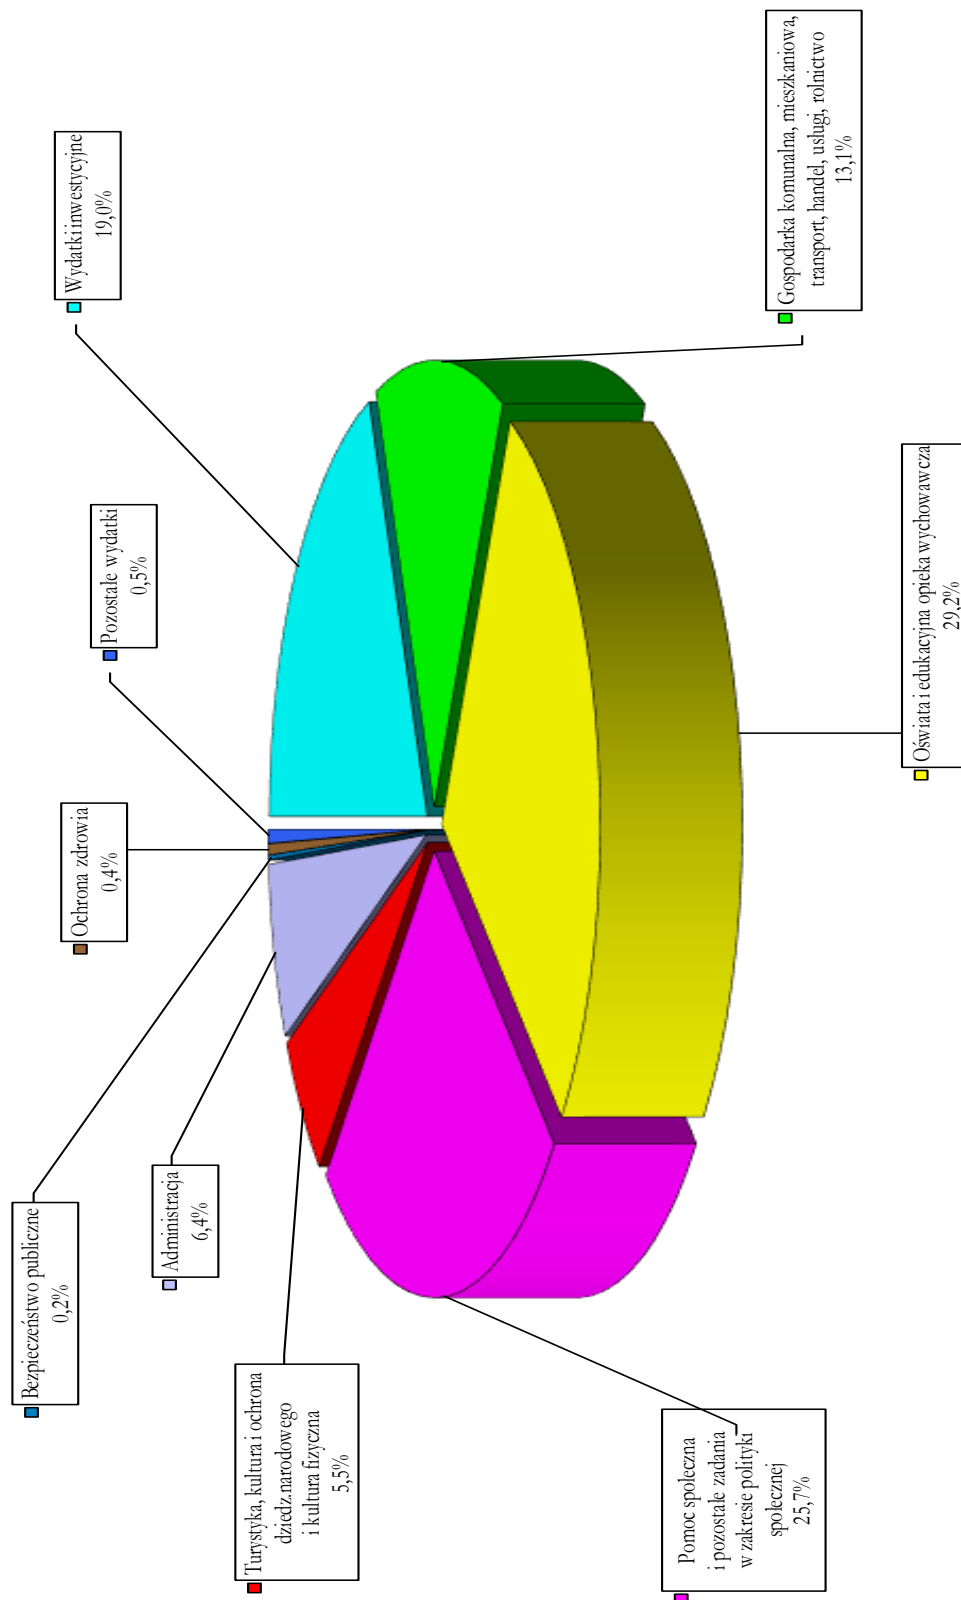 Wydatki inwestycyjne
19,0%
Gospodarka komunalna, mieszkaniowa,
transport, handel, usługi, rolnictwo
13,1%
Oświata i edukacyjna opieka wychowawcza
29,2%
Pomoc społeczna
i pozostałe zadania
w zakresie polityki
społecznej
25,7%
Turystyka, kultura i ochrona
dziedz.narodowego
i kultura fizyczna
5,5%
Administracja
6,4%
Bezpieczeństwo publiczne
0,2%
Ochrona zdrowia
0,4%
Pozostałe wydatki
0,5%